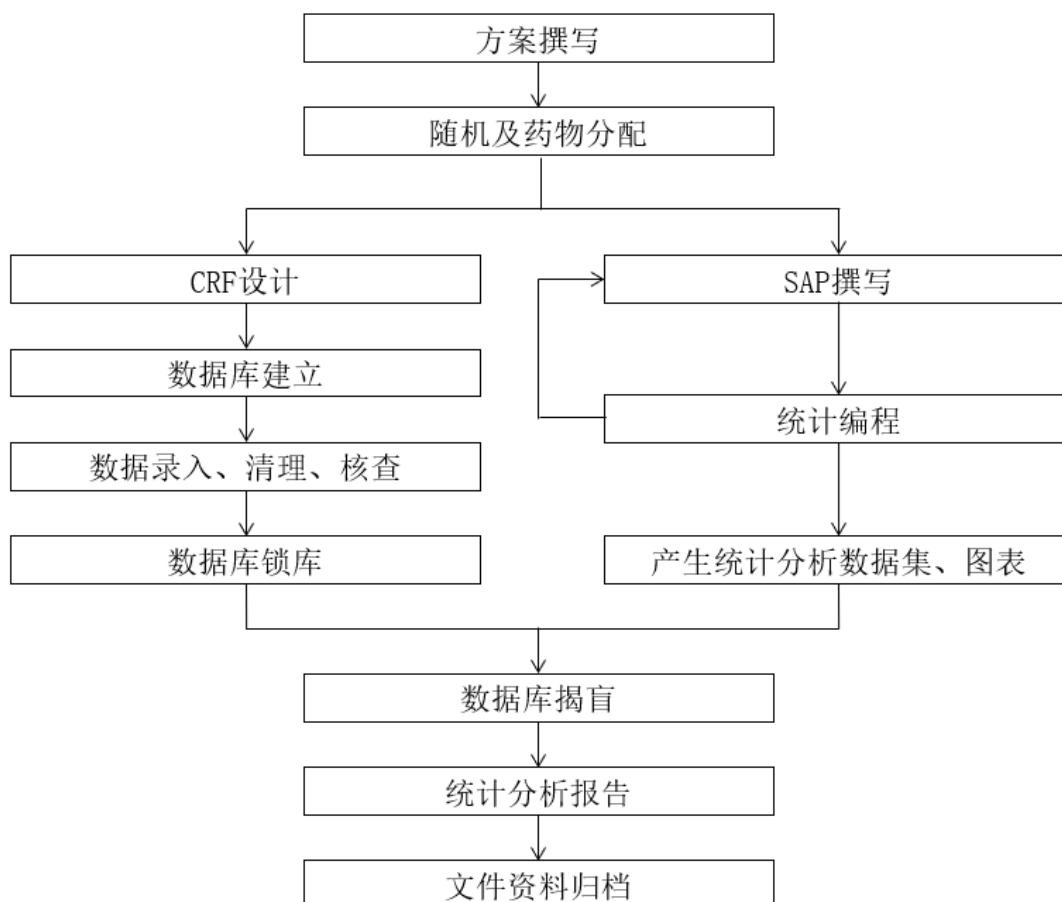 方案撰写
随机及药物分配
CRF设计
SAP撰写
数据库建立
统计编程
数据录入、清理、核查
数据库锁库
产生统计分析数据集、图表
数据库揭盲
统计分析报告
文件资料归档